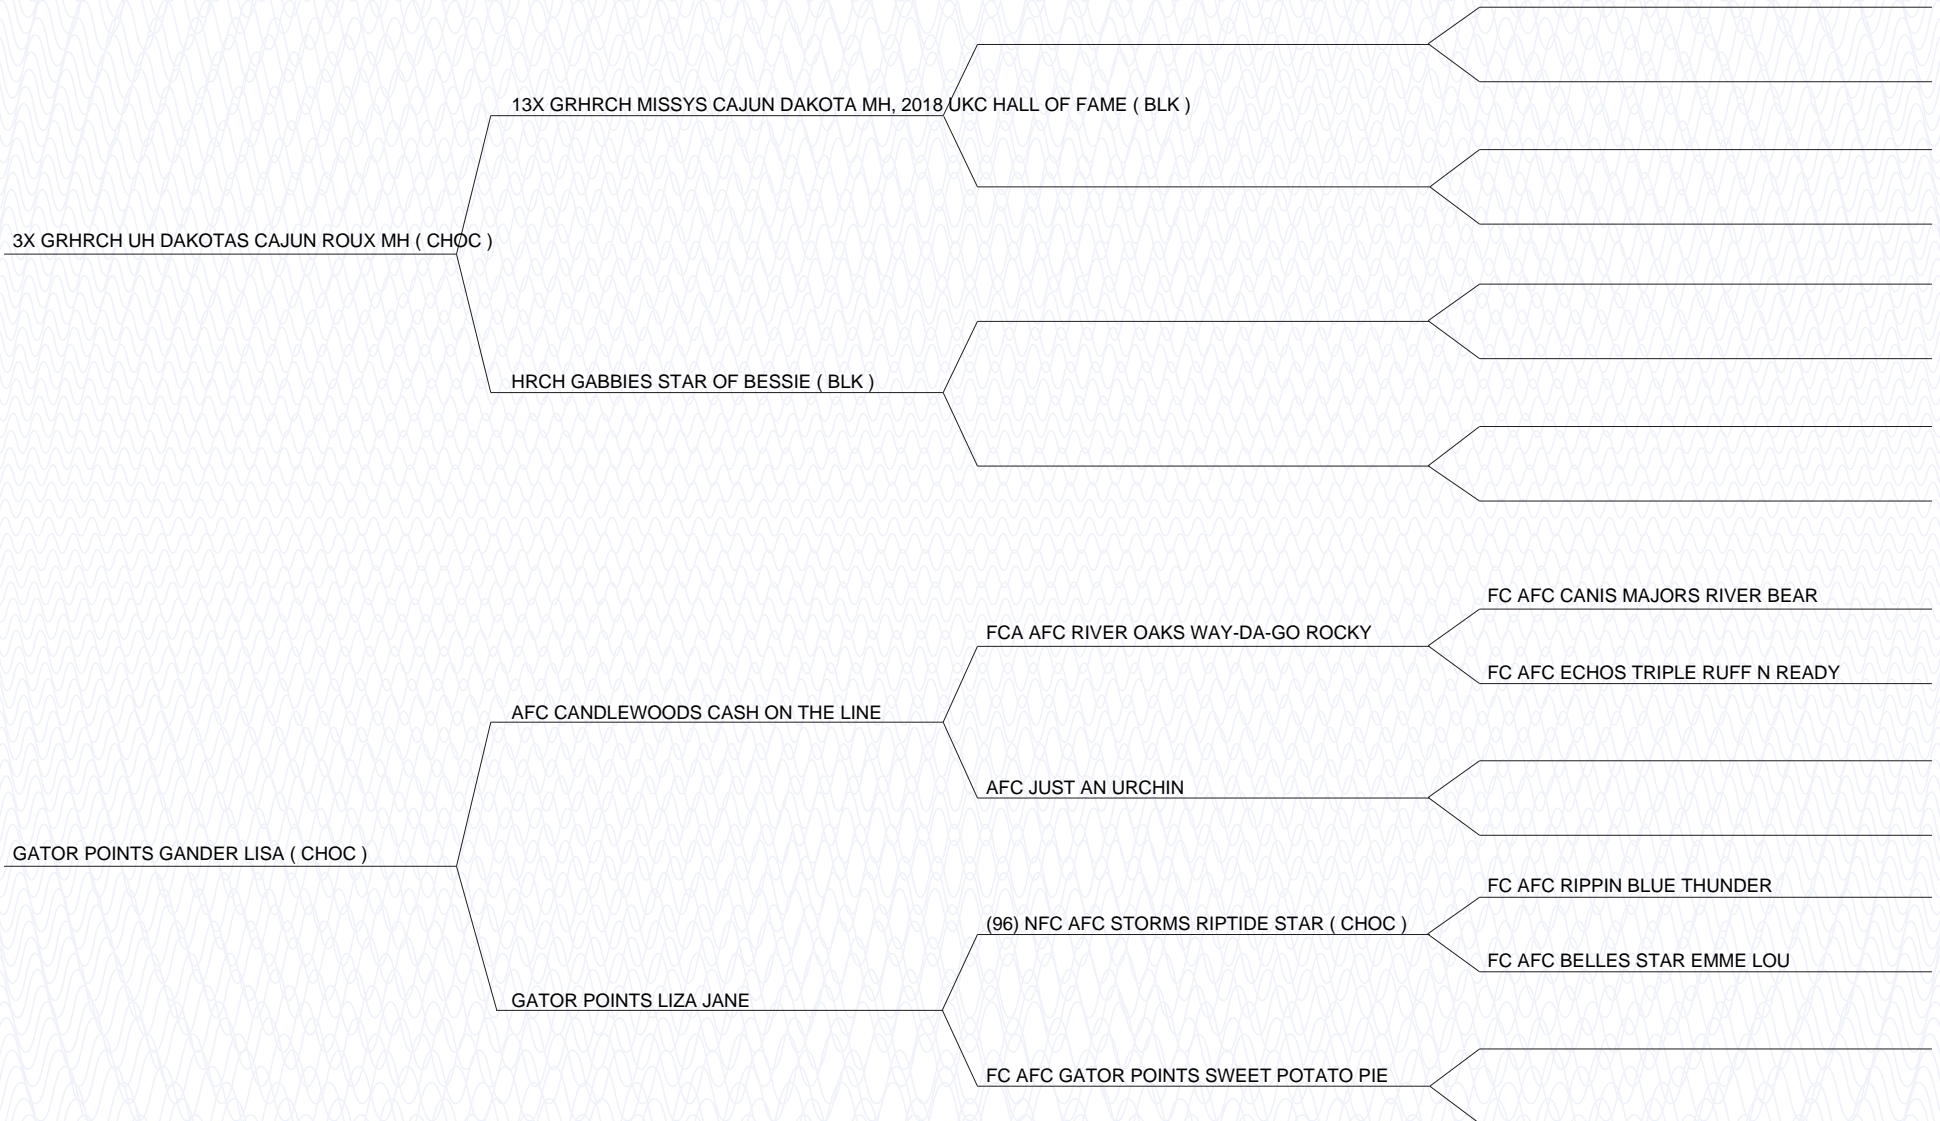 13X GRHRCH MISSYS CAJUN DAKOTA MH, 2018 UKC HALL OF FAME ( BLK )
3X GRHRCH UH DAKOTAS CAJUN ROUX MH ( CHOC )
HRCH GABBIES STAR OF BESSIE ( BLK )
FC AFC CANIS MAJORS RIVER BEAR
FCA AFC RIVER OAKS WAY-DA-GO ROCKY
FC AFC ECHOS TRIPLE RUFF N READY
AFC CANDLEWOODS CASH ON THE LINE
AFC JUST AN URCHIN
GATOR POINTS GANDER LISA ( CHOC )
FC AFC RIPPIN BLUE THUNDER
(96) NFC AFC STORMS RIPTIDE STAR ( CHOC )
FC AFC BELLES STAR EMME LOU
GATOR POINTS LIZA JANE
FC AFC GATOR POINTS SWEET POTATO PIE